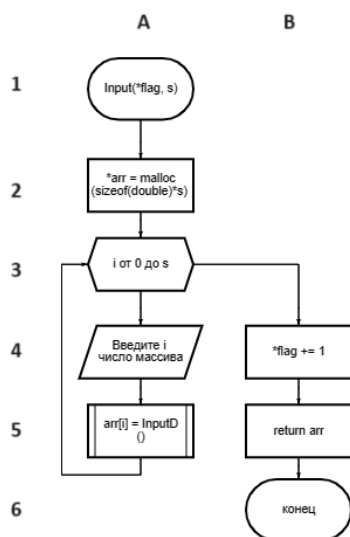 A B
1
Input(*flag, s)
2
*arr = malloc
(sizeof(double)*s)
3
i от 0 до s
4
Введите i
число массива
*flag += 1
5
arr[i] = InputD
()
return arr
6
конец